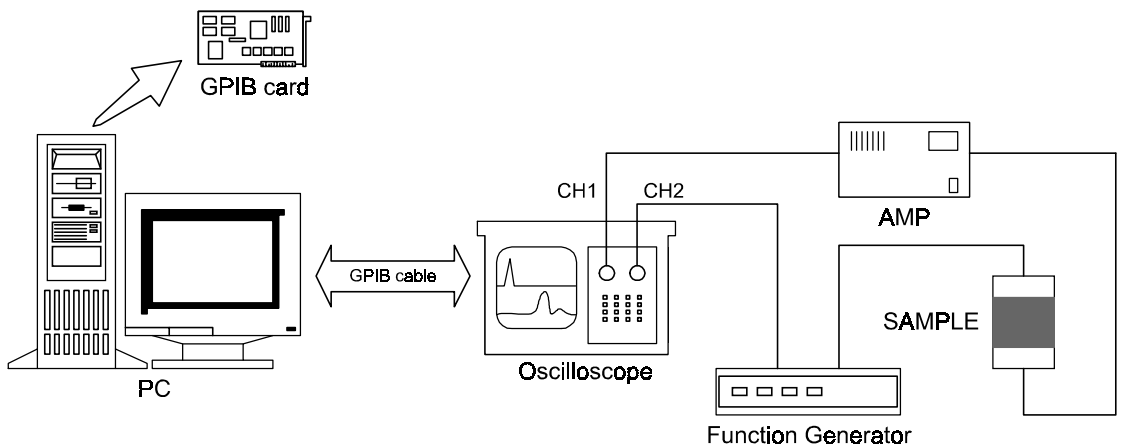 GPIB card
CH1
CH2
AMP
GPIB cable
SAMPLE
Oscilloscope
PC
Function Generator